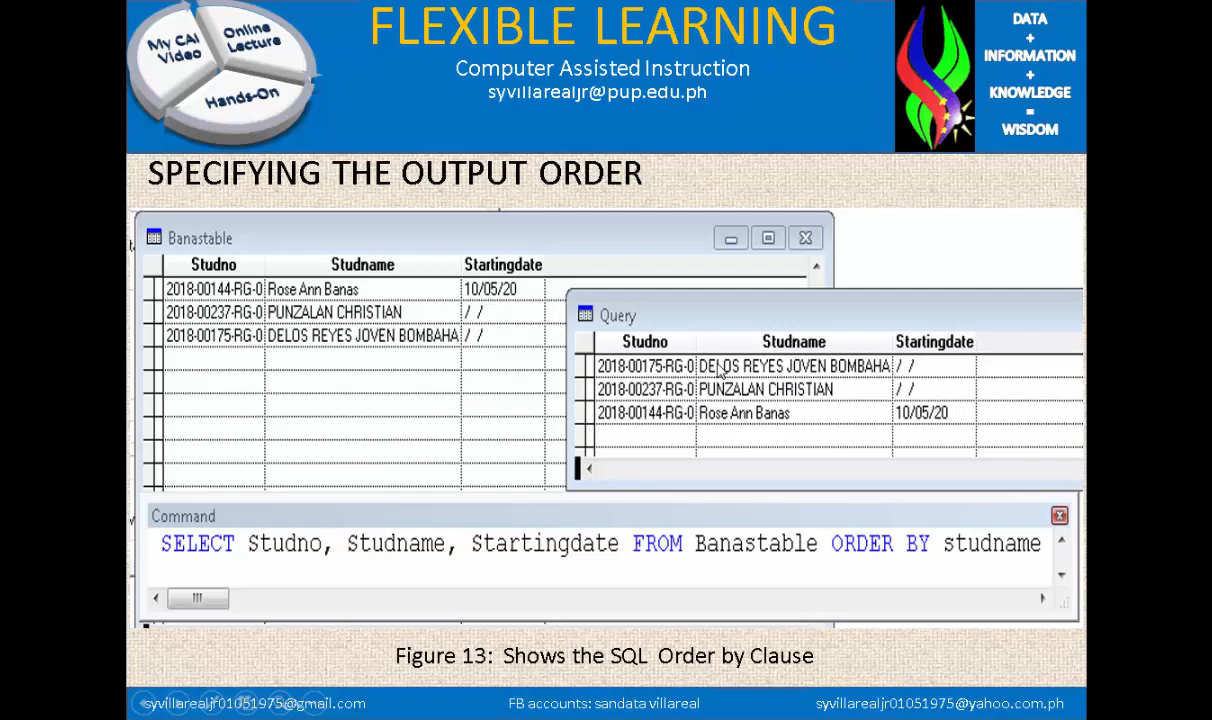 My CAI
Video
Online
Lecture
Hands-On
FLEXIBLE LEARNING
Computer Assisted Instruction
syvillarealjr@pup.edu.ph
DATA
+
INFORMATION
+
KNOWLEDGE
=
WISDOM
SPECIFYING THE OUTPUT ORDER
Banastable
Studno Studname Startingdate
2018-00144-RG-0 Rose Ann Banas 10/05/20
2018-00237-RG-0 PUNZALAN CHRISTIAN / /
2018-00175-RG-0 DELOS REYES JOVEN BOMBAHA / /
Query
Studno Studname Startingdate
2018-00175-RG-0 DELOS REYES JOVEN BOMBAHA / /
2018-00237-RG-0 PUNZALAN CHRISTIAN / /
2018-00144-RG-0 Rose Ann Banas 10/05/20
Command
SELECT Studno, Studname, Startingdate FROM Banastable ORDER BY studname
Figure 13: Shows the SQL Order by Clause
syvillarealjr01051975@gmail.com FB accounts: sandata villareal syvillarealjr01051975@yahoo.com.ph